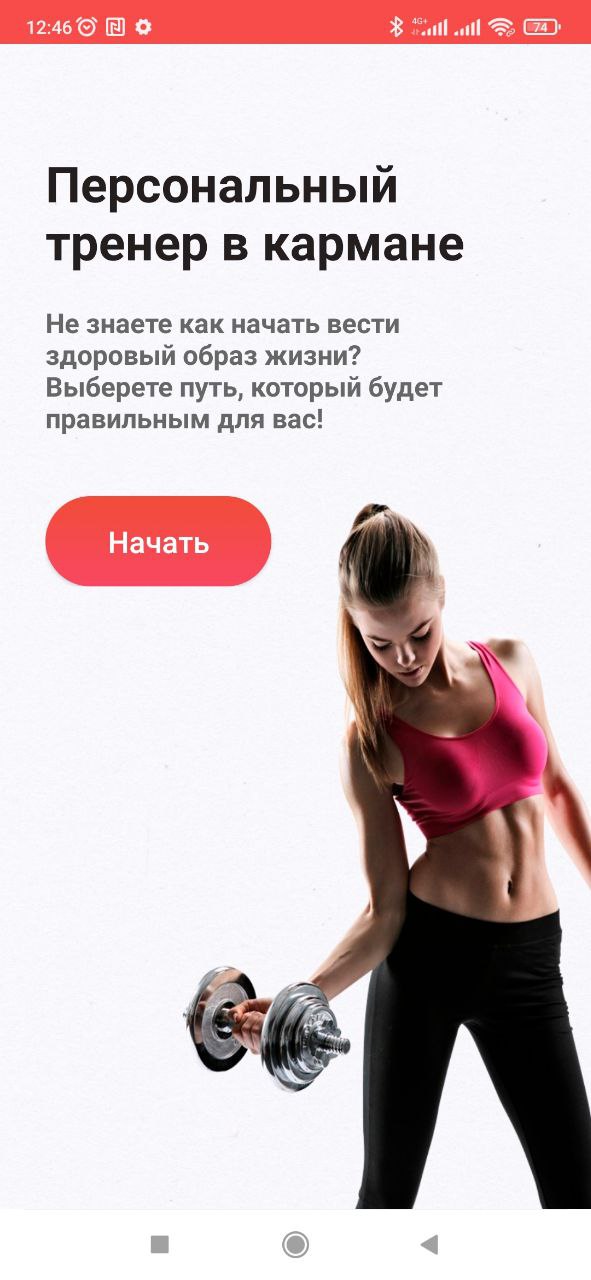 12:46
4G+
74
Персональный
тренер в кармане
Не знаете как начать вести
здоровый образ жизни?
Выберете путь, который будет
правильным для вас!
Начать